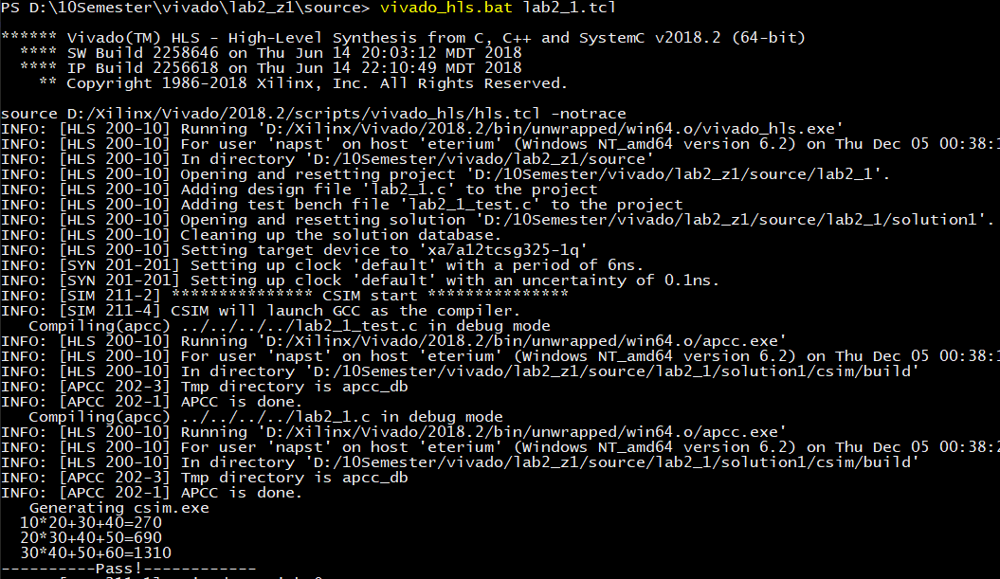 PS D:\10Semester\vivado\lab2_z1\source> vivado_hls.bat lab2_1.tcl
****** Vivado(TM) HLS - High-Level Synthesis from C, C++ and SystemC v2018.2 (64-bit)
**** SW Build 2258646 on Thu Jun 14 20:03:12 MDT 2018
**** IP Build 2256618 on Thu Jun 14 22:10:49 MDT 2018
** Copyright 1986-2018 Xilinx, Inc. All Rights Reserved.
source D:/Xilinx/Vivado/2018.2/scripts/vivado_hls/hls.tcl -notrace
INFO: [HLS 200-10] Running 'D:/Xilinx/Vivado/2018.2/bin/unwrapped/win64.o/vivado_hls.exe'
INFO: [HLS 200-10] For user 'napst' on host 'eterium' (Windows NT_amd64 version 6.2) on Thu Dec 05 00:38:1
INFO: [HLS 200-10] In directory 'D:/10Semester/vivado/lab2_z1/source'
INFO: [HLS 200-10] Opening and resetting project 'D:/10Semester/vivado/lab2_z1/source/lab2_1'.
INFO: [HLS 200-10] Adding design file 'lab2_1.c' to the project
INFO: [HLS 200-10] Adding test bench file 'lab2_1_test.c' to the project
INFO: [HLS 200-10] Opening and resetting solution 'D:/10Semester/vivado/lab2_z1/source/lab2_1/solution1'.
INFO: [HLS 200-10] Cleaning up the solution database.
INFO: [HLS 200-10] Setting target device to 'xa7a12tcsg325-1q'
INFO: [SYN 201-201] Setting up clock 'default' with a period of 6ns.
INFO: [SYN 201-201] Setting up clock 'default' with an uncertainty of 0.1ns.
INFO: [SIM 211-2] *************** CSIM start ***************
INFO: [SIM 211-4] CSIM will launch GCC as the compiler.
Compiling(apcc) ../../../../lab2_1_test.c in debug mode
INFO: [HLS 200-10] Running 'D:/Xilinx/Vivado/2018.2/bin/unwrapped/win64.o/apcc.exe'
INFO: [HLS 200-10] For user 'napst' on host 'eterium' (Windows NT_amd64 version 6.2) on Thu Dec 05 00:38:1
INFO: [HLS 200-10] In directory 'D:/10Semester/vivado/lab2_z1/source/lab2_1/solution1/csim/build'
INFO: [APCC 202-3] Tmp directory is apcc_db
INFO: [APCC 202-1] APCC is done.
Compiling(apcc) ../../../../lab2_1.c in debug mode
INFO: [HLS 200-10] Running 'D:/Xilinx/Vivado/2018.2/bin/unwrapped/win64.o/apcc.exe'
INFO: [HLS 200-10] For user 'napst' on host 'eterium' (Windows NT_amd64 version 6.2) on Thu Dec 05 00:38:2
INFO: [HLS 200-10] In directory 'D:/10Semester/vivado/lab2_z1/source/lab2_1/solution1/csim/build'
INFO: [APCC 202-3] Tmp directory is apcc_db
INFO: [APCC 202-1] APCC is done.
Generating csim.exe
10*20+30+40=270
20*30+40+50=690
30*40+50+60=1310
----------Pass!------------